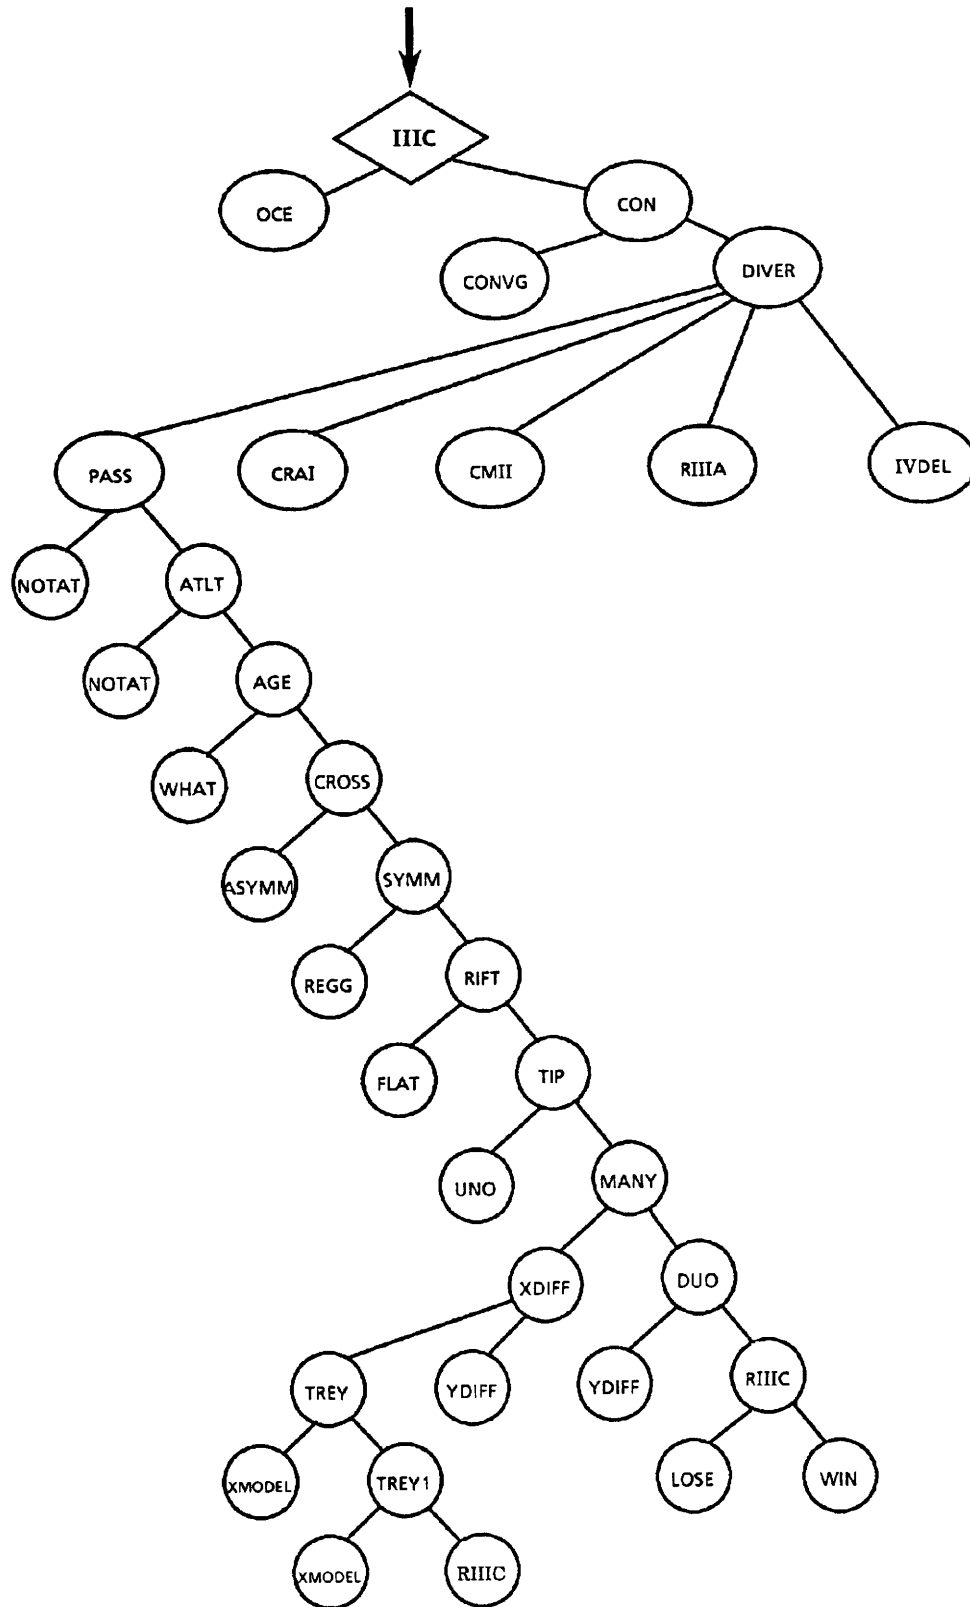 IIIC
OCE
CON
CONVG
DIVER
PASS
CRAI
CMII
RIIIA
IVDEL
NOTAT
ATLT
NOTAT
AGE
WHAT
CROSS
ASYMM
SYMM
REGG
RIFT
FLAT
TIP
UNO
MANY
XDIFF
DUO
TREY
YDIFF
YDIFF
RIIIC
XMODEL
TREY1
LOSE
WIN
XMODEL
RIIIC